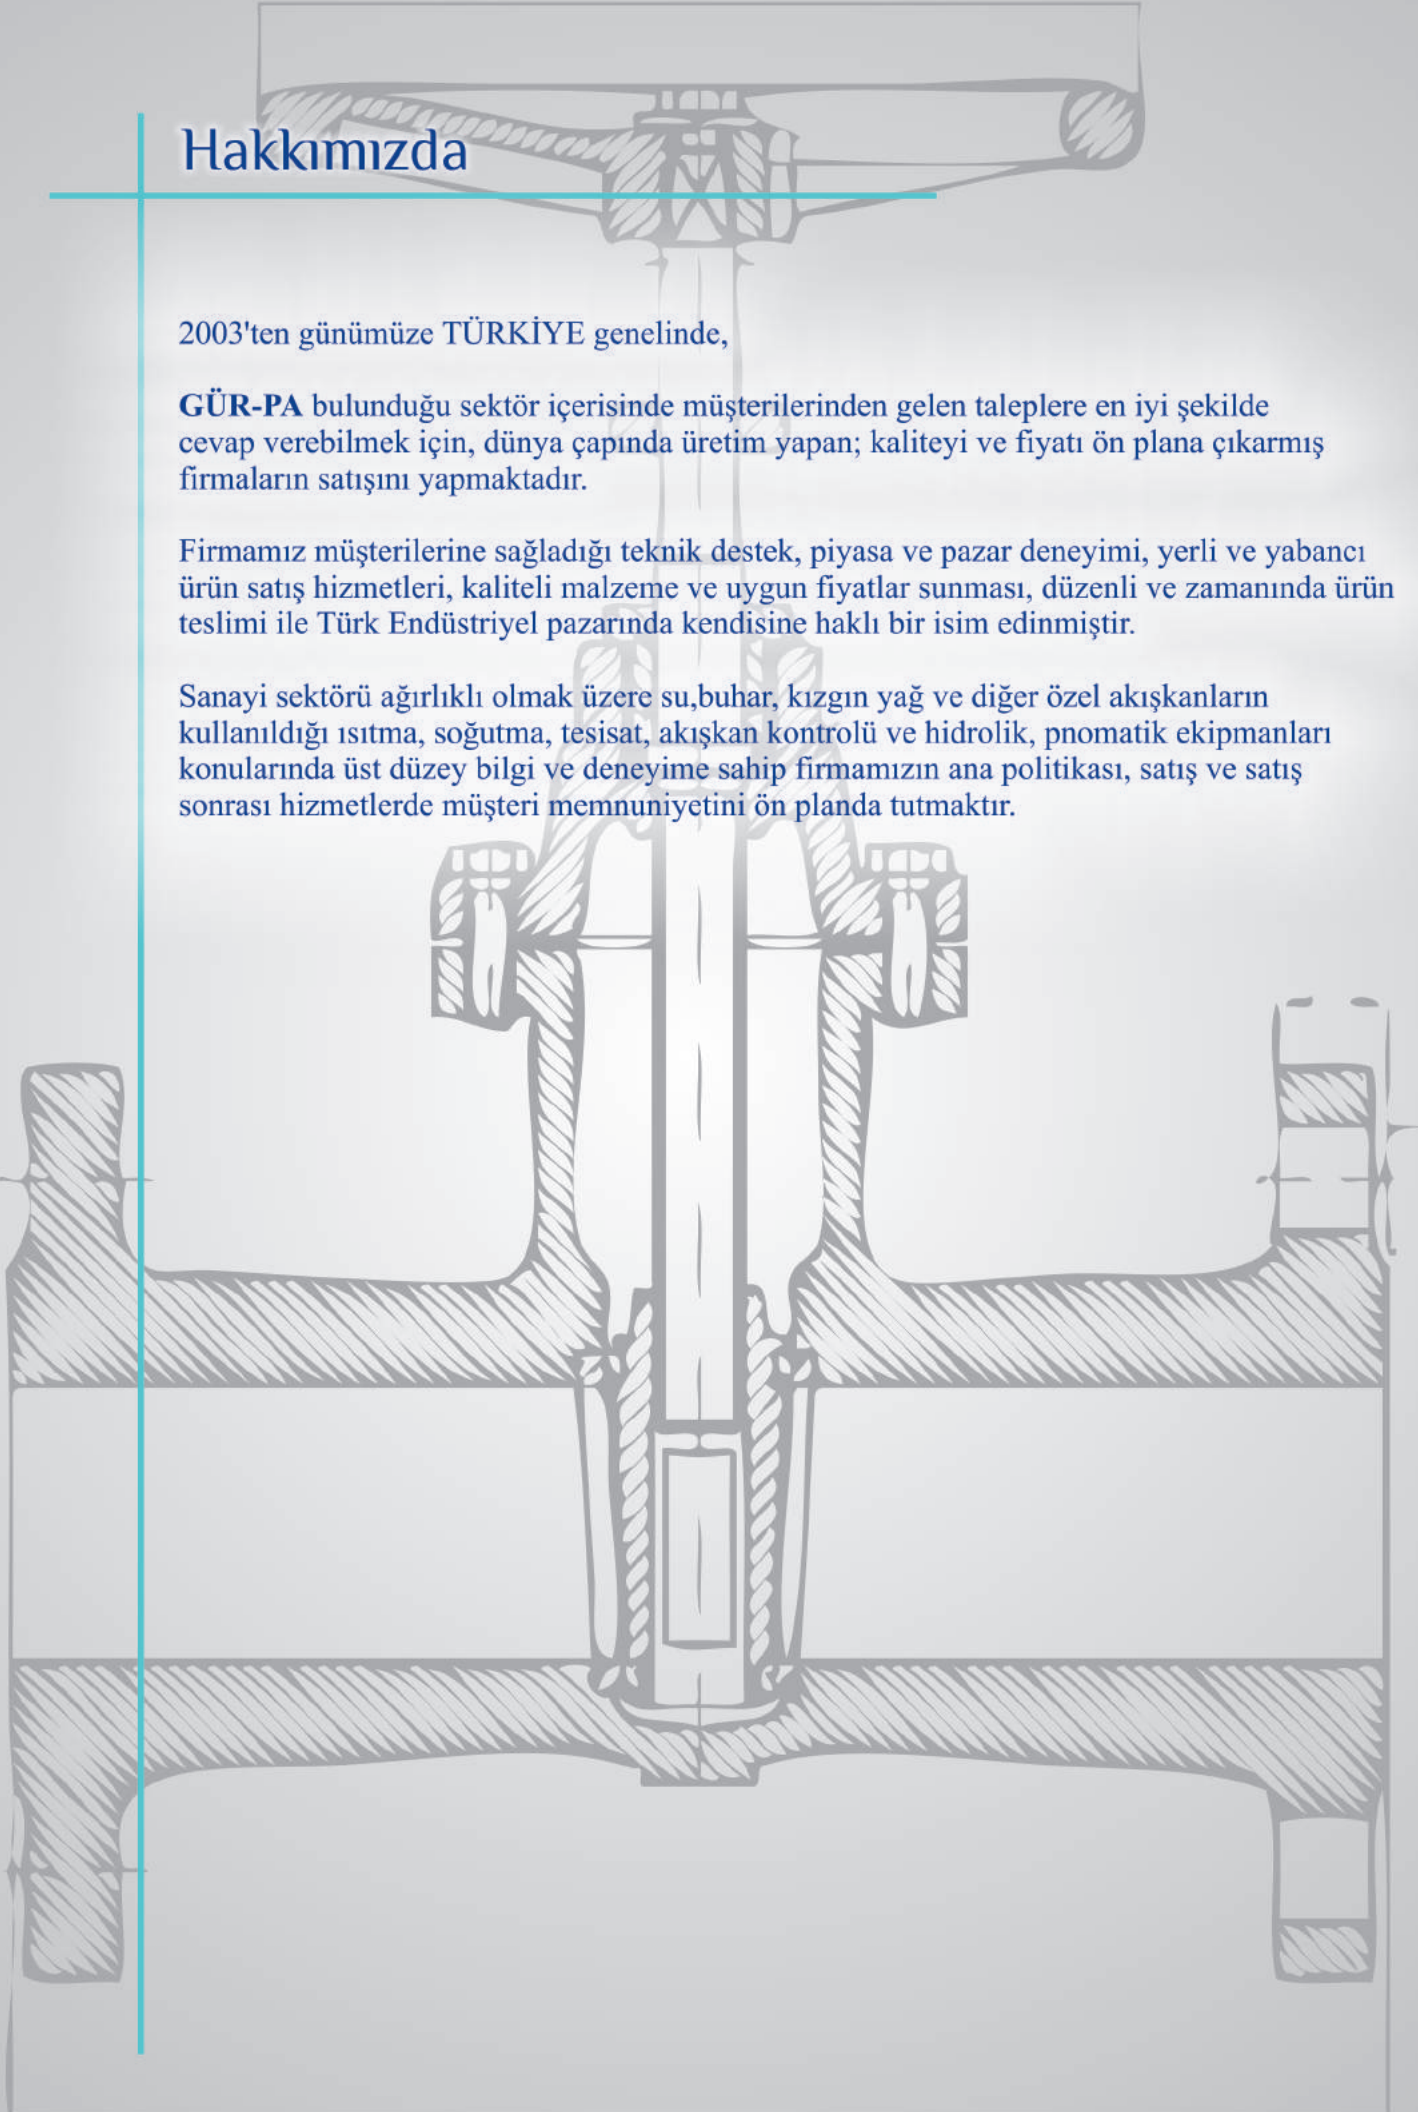 Hakkımızda
2003'ten günümüze TÜRKİYE genelinde,
GÜR-PA bulunduğu sektör içerisinde müşterilerinden gelen taleplere en iyi şekilde
cevap verebilmek için, dünya çapında üretim yapan; kaliteyi ve fiyatı ön plana çıkarmış
firmaların satışını yapmaktadır.
Firmamız müşterilerine sağladığı teknik destek, piyasa ve pazar deneyimi, yerli ve yabancı
ürün satış hizmetleri, kaliteli malzeme ve uygun fiyatlar sunması, düzenli ve zamanında ürün
teslimi ile Türk Endüstriyel pazarında kendisine haklı bir isim edinmiştir.
Sanayi sektörü ağırlıklı olmak üzere su,buhar, kızgın yağ ve diğer özel akışkanların
kullanıldığı ısıtma, soğutma, tesisat, akışkan kontrolü ve hidrolik, pnomatik ekipmanları
konularında üst düzey bilgi ve deneyime sahip firmamızın ana politikası, satış ve satış
sonrası hizmetlerde müşteri memnuniyetini ön planda tutmaktır.